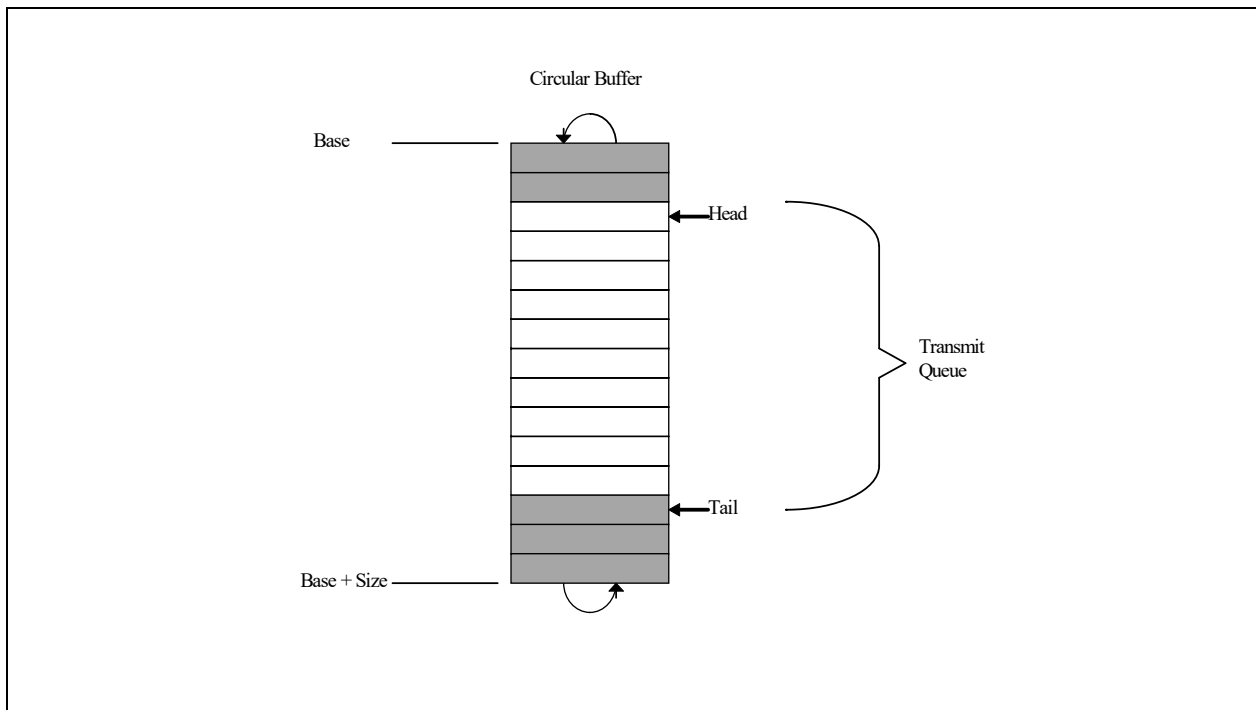 Circular Buffer
Base
Head
Transmit
Queue
Tail
Base + Size